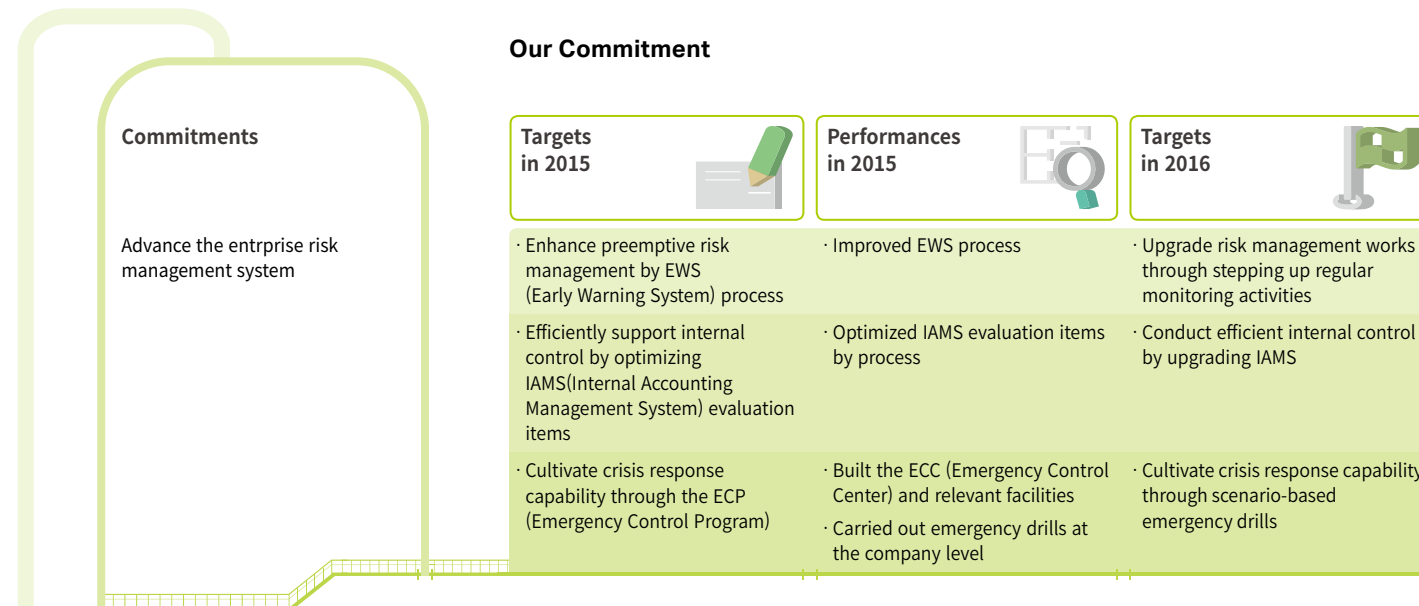 Our Commitment
Commitments
Targets
in 2015
Performances
in 2015
Targets
in 2016
Advance the entrprise risk
management system
· Enhance preemptive risk
management by EWS
(Early Warning System) process
· Improved EWS process
· Upgrade risk management works
through stepping up regular
monitoring activities
· Efficiently support internal
control by optimizing
IAMS(Internal Accounting
Management System) evaluation
items
· Optimized IAMS evaluation items
by process
· Conduct efficient internal control
by upgrading IAMS
· Cultivate crisis response
capability through the ECP
(Emergency Control Program)
· Built the ECC (Emergency Control
Center) and relevant facilities
· Carried out emergency drills at
the company level
· Cultivate crisis response capability
through scenario-based
emergency drills